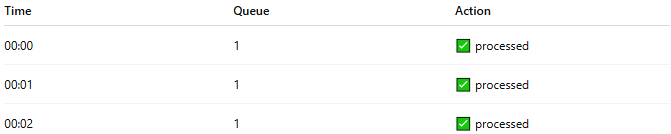 Time Queue Action
00:00 1 ✅ processed
00:01 1 ✅ processed
00:02 1 ✅ processed